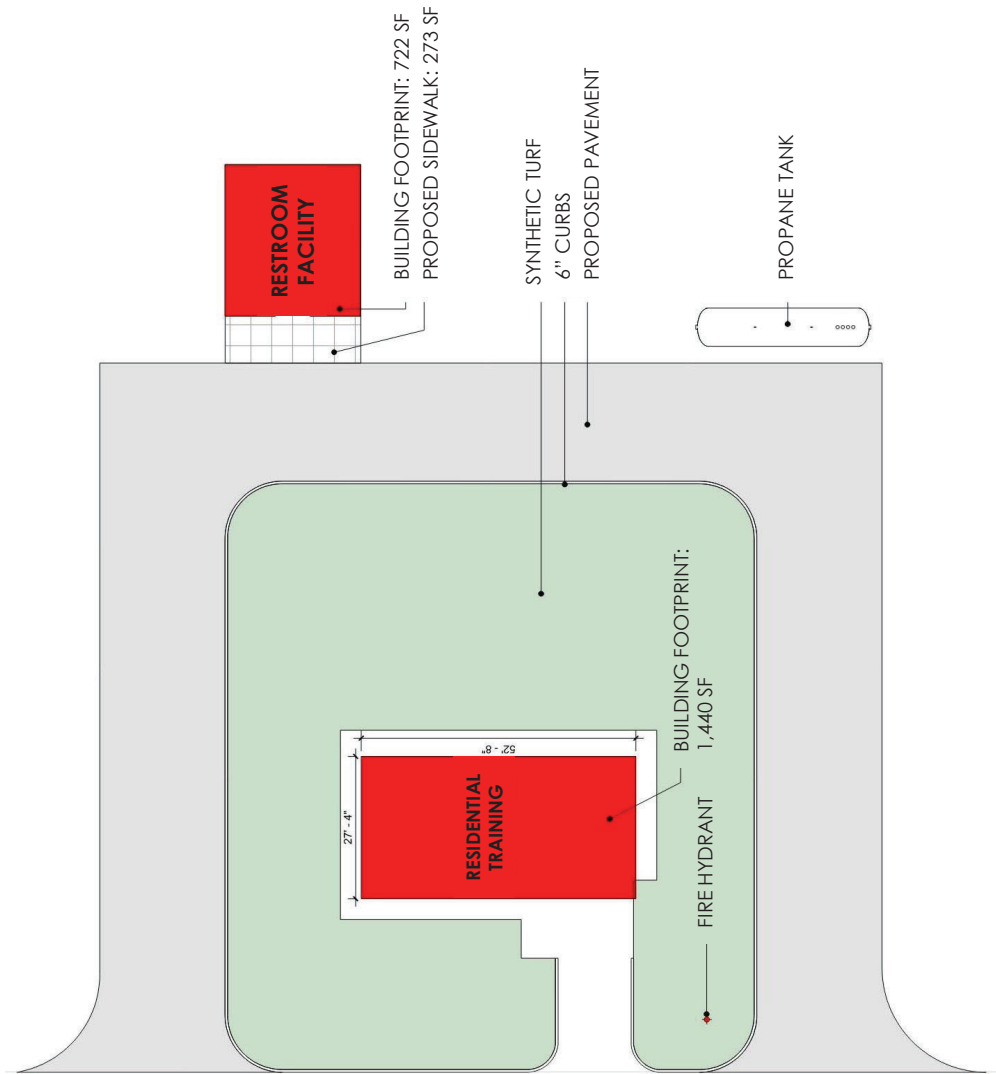 RESTROOM
FACILITY
BUILDING FOOTPRINT: 722 SF
PROPOSED SIDEWALK: 273 SF
SYNTHETIC TURF
6" CURBS
PROPOSED PAVEMENT
PROPANE TANK
27' - 4"
52' - 8"
RESIDENTIAL
TRAINING
BUILDING FOOTPRINT:
1,440 SF
FIRE HYDRANT